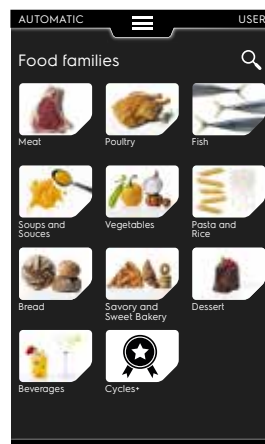 AUTOMATIC USER
Food families
Meat Poultry Fish
Soups and
Souces
Vegetables
Pasta and
Rice
Bread
Savory and
Sweet Bakery
Dessert
Beverages Cycles+